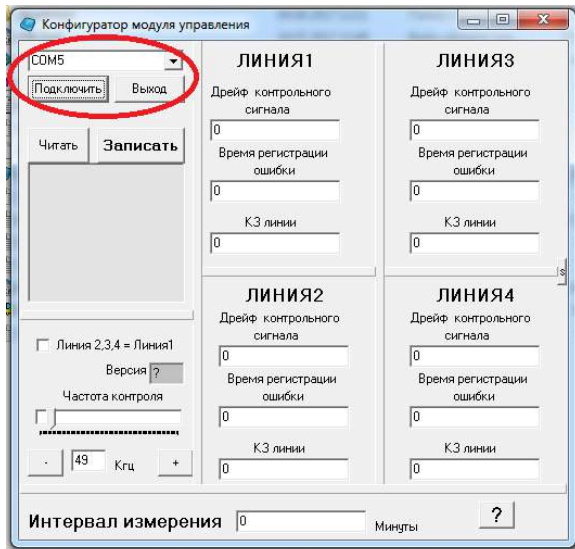 Конфигуратор модуля управления
COM5
Подключить Выход
Читать Записать
Линия 2,3,4 = Линия1
Версия ?
Частота контроля
- 49 Кгц +
ЛИНИЯ1
Дрейф контрольного
сигнала
0
Время регистрации
ошибки
0
КЗ линии
0
ЛИНИЯ2
Дрейф контрольного
сигнала
0
Время регистрации
ошибки
0
КЗ линии
0
ЛИНИЯ3
Дрейф контрольного
сигнала
0
Время регистрации
ошибки
0
КЗ линии
0
s
ЛИНИЯ4
Дрейф контрольного
сигнала
0
Время регистрации
ошибки
0
КЗ линии
0
Интервал измерения 0 Минуты ?